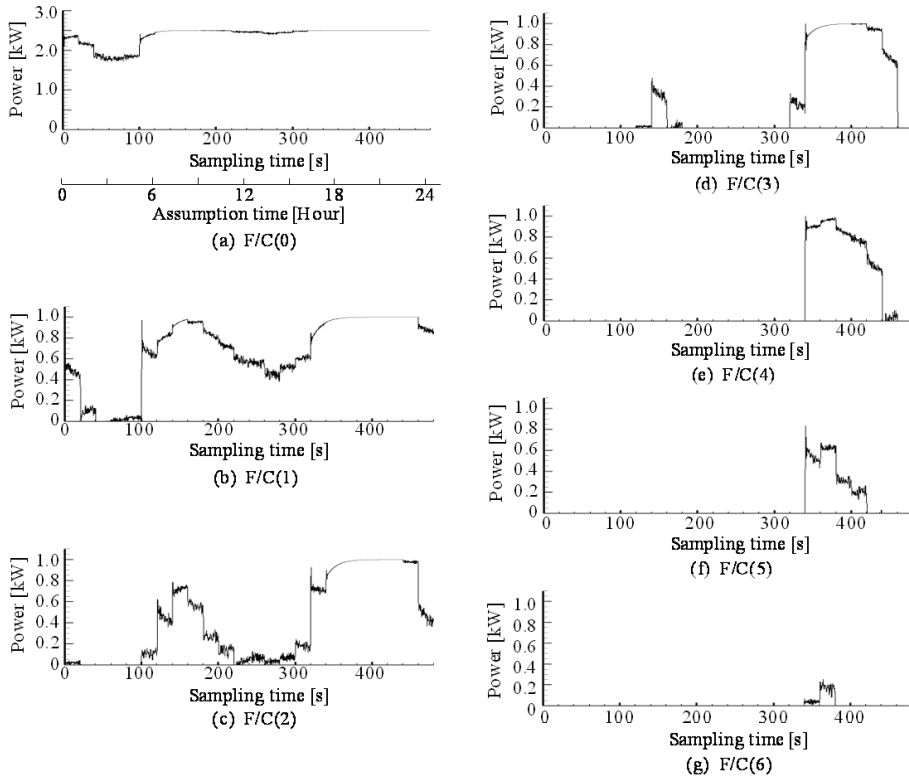 Power [kW]
3.0
2.0
1.0
0
0 100 200 300 400
Sampling time [s]
0 6 12 14 18 24
Assumption time [Hour]
(a) F/C(0)
Power [kW]
1.0
0.8
0.6
0.4
0.2
0
0 100 200 300 400
Sampling time [s]
(b) F/C(1)
Power [kW]
1.0
0.8
0.6
0.4
0.2
0
0 100 200 300 400
Sampling time [s]
(c) F/C(2)
Power [kW]
1.0
0.8
0.6
0.4
0.2
0
0 100 200 300 400
Sampling time [s]
(d) F/C(3)
Power [kW]
1.0
0.8
0.6
0.4
0.2
0
0 100 200 300 400
Sampling time [s]
(e) F/C(4)
Power [kW]
1.0
0.8
0.6
0.4
0.2
0
0 100 200 300 400
Sampling time [s]
(f) F/C(5)
Power [kW]
1.0
0.8
0.6
0.4
0.2
0
0 100 200 300 400
Sampling time [s]
(g) F/C(6)